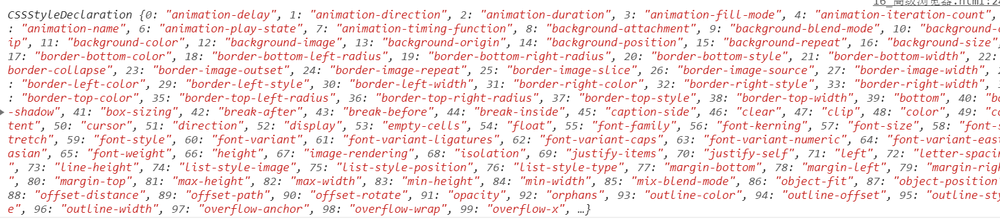 16_高级浏览器.html:24
CSSStyleDeclaration {0: "animation-delay", 1: "animation-direction", 2: "animation-duration", 3: "animation-fill-mode", 4: "animation-iteration-count",
: "animation-name", 6: "animation-play-state", 7: "animation-timing-function", 8: "background-attachment", 9: "background-blend-mode", 10: "background-c
ip", 11: "background-color", 12: "background-image", 13: "background-origin", 14: "background-position", 15: "background-repeat", 16: "background-size",
17: "border-bottom-color", 18: "border-bottom-left-radius", 19: "border-bottom-right-radius", 20: "border-bottom-style", 21: "border-bottom-width", 22:
border-collapse", 23: "border-image-outset", 24: "border-image-repeat", 25: "border-image-slice", 26: "border-image-source", 27: "border-image-width",
: "border-left-color", 29: "border-left-style", 30: "border-left-width", 31: "border-right-color", 32: "border-right-style", 33: "border-right-width",
: "border-top-color", 35: "border-top-left-radius", 36: "border-top-right-radius", 37: "border-top-style", 38: "border-top-width", 39: "bottom", 40: "bo
-shadow", 41: "box-sizing", 42: "break-after", 43: "break-before", 44: "break-inside", 45: "caption-side", 46: "clear", 47: "clip", 48: "color", 49: "co
tent", 50: "cursor", 51: "direction", 52: "display", 53: "empty-cells", 54: "float", 55: "font-family", 56: "font-kerning", 57: "font-size", 58: "font-s
tretch", 59: "font-style", 60: "font-variant", 61: "font-variant-ligatures", 62: "font-variant-caps", 63: "font-variant-numeric", 64: "font-variant-east
asian", 65: "font-weight", 66: "height", 67: "image-rendering", 68: "isolation", 69: "justify-items", 70: "justify-self", 71: "left", 72: "letter-spacin
", 73: "line-height", 74: "list-style-image", 75: "list-style-position", 76: "list-style-type", 77: "margin-bottom", 78: "margin-left", 79: "margin-righ
", 80: "margin-top", 81: "max-height", 82: "max-width", 83: "min-height", 84: "min-width", 85: "mix-blend-mode", 86: "object-fit", 87: "object-position"
88: "offset-distance", 89: "offset-path", 90: "offset-rotate", 91: "opacity", 92: "orphans", 93: "outline-color", 94: "outline-offset", 95: "outline-sty
e", 96: "outline-width", 97: "overflow-anchor", 98: "overflow-wrap", 99: "overflow-x", …}